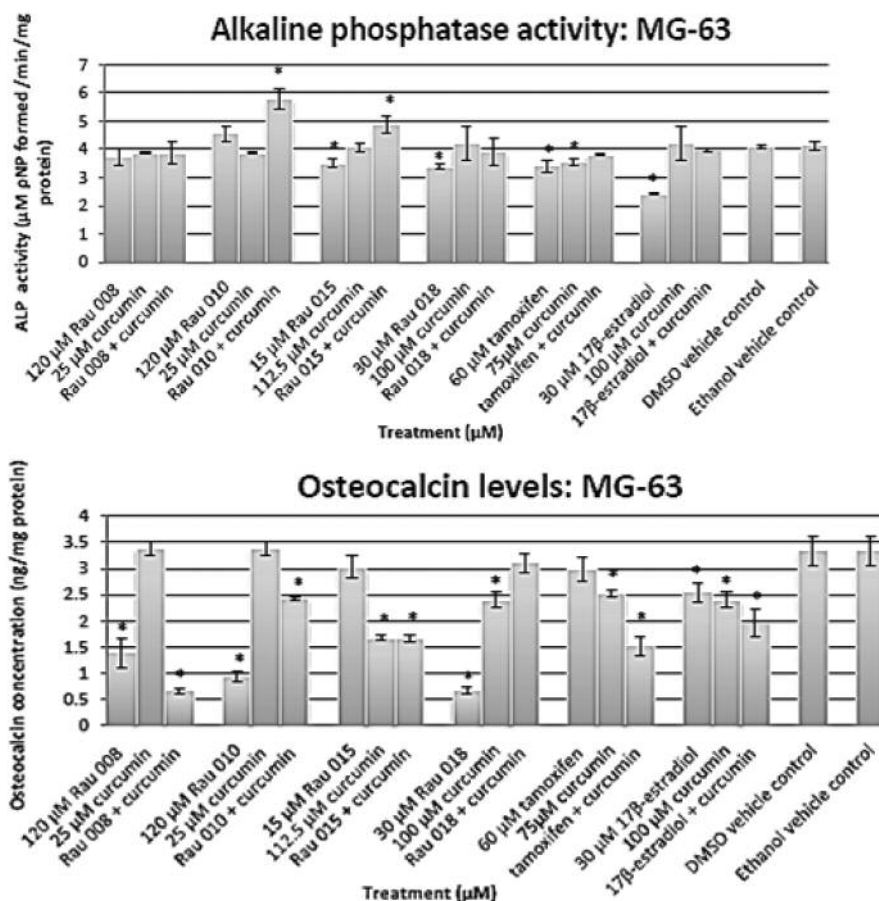 Alkaline phosphatase activity: MG-63
ALP activity (µM pNP formed /min/mg
protein)
7
6
5
4
3
2
1
0
*
*
*
*
*
*
*
120 µM Rau 008
25 µM curcumin
Rau 008 + curcumin
120 µM Rau 010
25 µM curcumin
Rau 010 + curcumin
15 µM Rau 015
112.5 µM curcumin
Rau 015 + curcumin
30 µM Rau 018
100 µM curcumin
Rau 018 + curcumin
60 µM tamoxifen
75µM curcumin
tamoxifen + curcumin
30 µM 17β-estradiol
100 µM curcumin
17β-estradiol + curcumin
DMSO vehicle control
Ethanol vehicle control
Treatment (µM)
Osteocalcin levels: MG-63
Osteocalcin concentration (ng/mg protein)
4
3.5
3
2.5
2
1.5
1
0.5
0
*
*
*
*
*
*
*
*
*
*
*
*
*
120 µM Rau 008
25 µM curcumin
Rau 008 + curcumin
120 µM Rau 010
25 µM curcumin
Rau 010 + curcumin
15 µM Rau 015
112.5 µM curcumin
Rau 015 + curcumin
30 µM Rau 018
100 µM curcumin
Rau 018 + curcumin
60 µM tamoxifen
75µM curcumin
tamoxifen + curcumin
30 µM 17β-estradiol
100 µM curcumin
17β-estradiol + curcumin
DMSO vehicle control
Ethanol vehicle control
Treatment (µM)